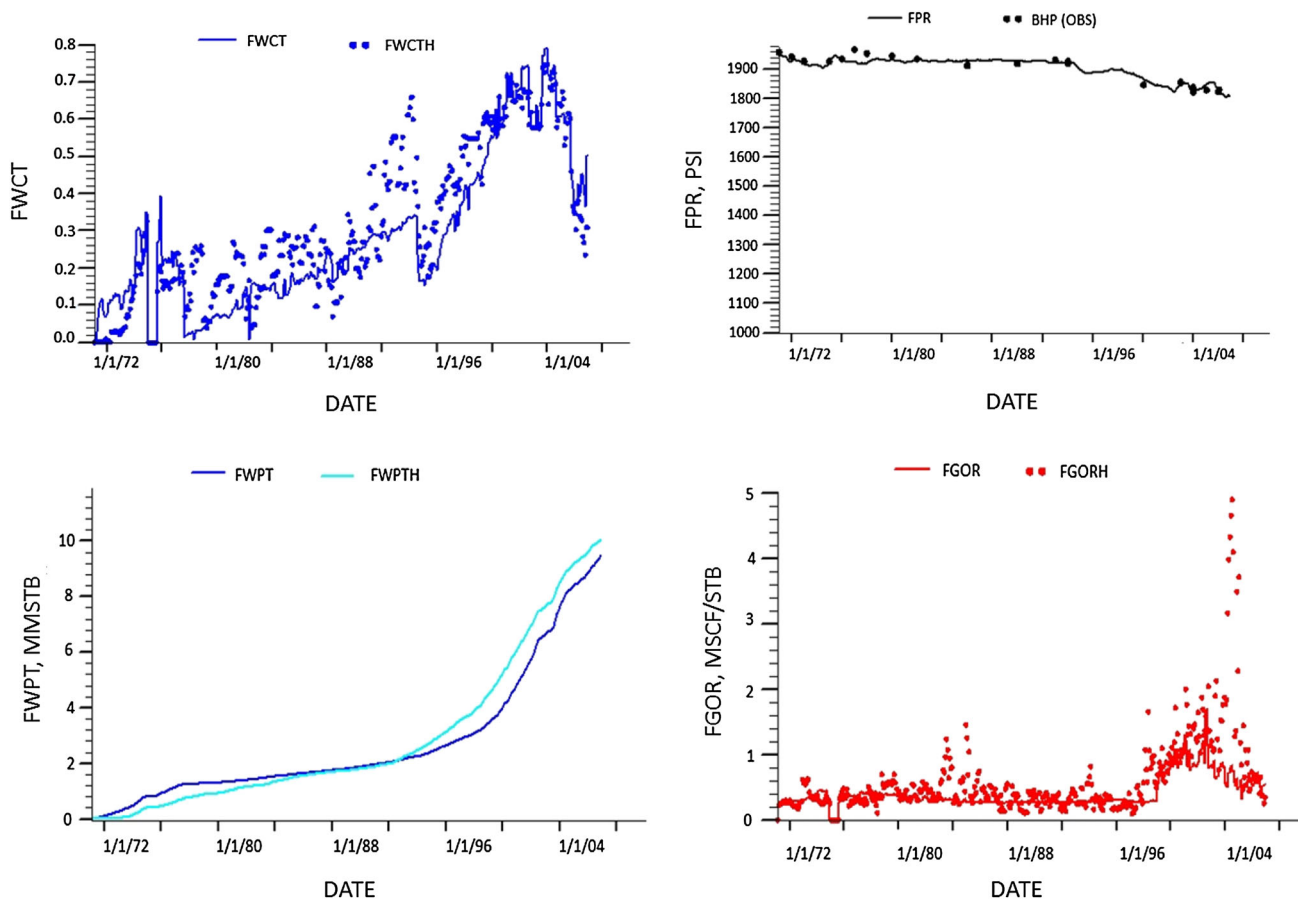 FWCT FWCTH
0.8
0.7
0.6
0.5
0.4
0.3
0.2
0.1
0.0
FWCT
1/1/72 1/1/80 1/1/88 1/1/96 1/1/04
DATE
FPR BHP (OBS)
1900
1800
1700
1600
1500
1400
1300
1200
1100
1000
FPR, PSI
1/1/72 1/1/80 1/1/88 1/1/96 1/1/04
DATE
FWPT FWPTH
10
8
6
4
2
0
FWPT, MMSTB
1/1/72 1/1/80 1/1/88 1/1/96 1/1/04
DATE
FGOR FGORH
5
4
3
2
1
0
FGOR, MSCF/STB
1/1/72 1/1/80 1/1/88 1/1/96 1/1/04
DATE